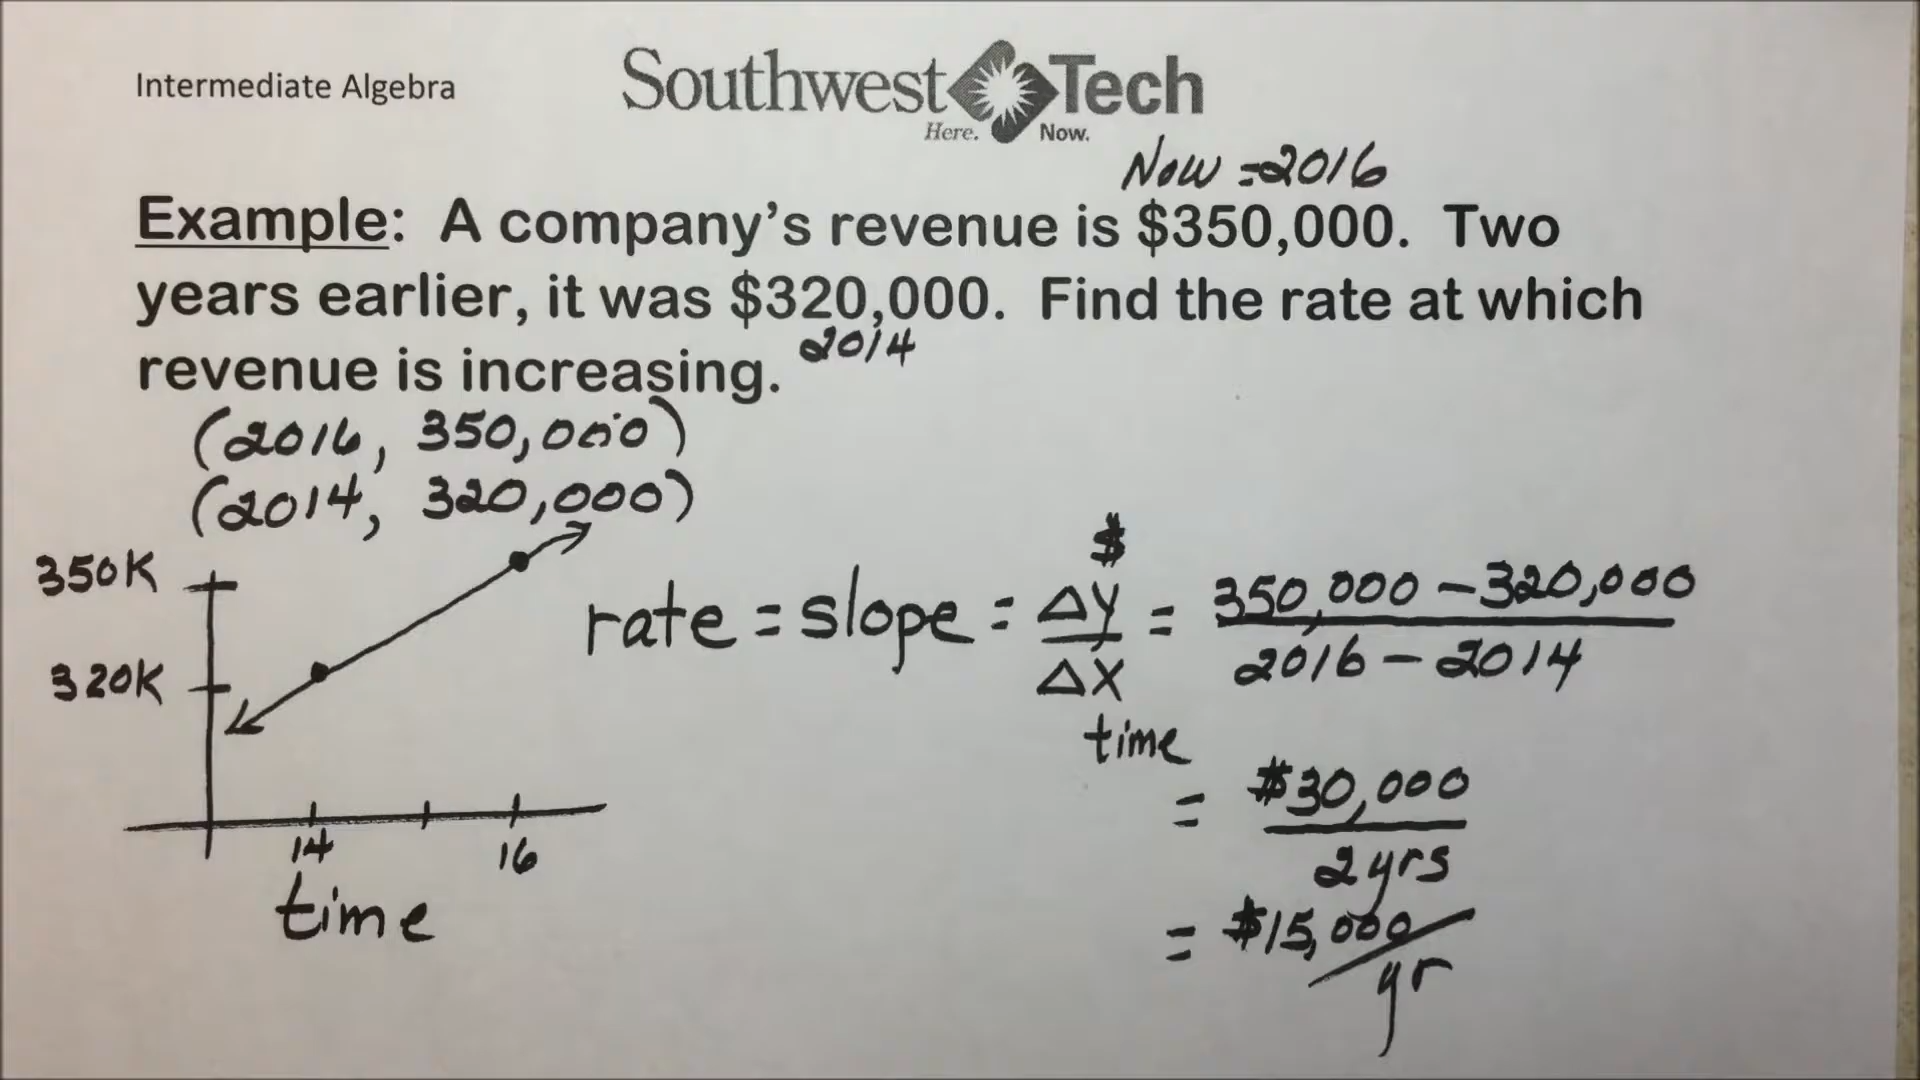 Intermediate Algebra
Southwest Tech
Here. Now.
Now = 2016
Example: A company's revenue is $350,000. Two
years earlier, it was $320,000. Find the rate at which
2014
revenue is increasing.
(2016, 350,000)
(2014, 320,000)
350K
320K
14 16
time
rate = slope = Δy/Δx = 350,000 - 320,000 / 2016 - 2014
$
time
= $30,000 / 2 yrs
= $15,000/yr